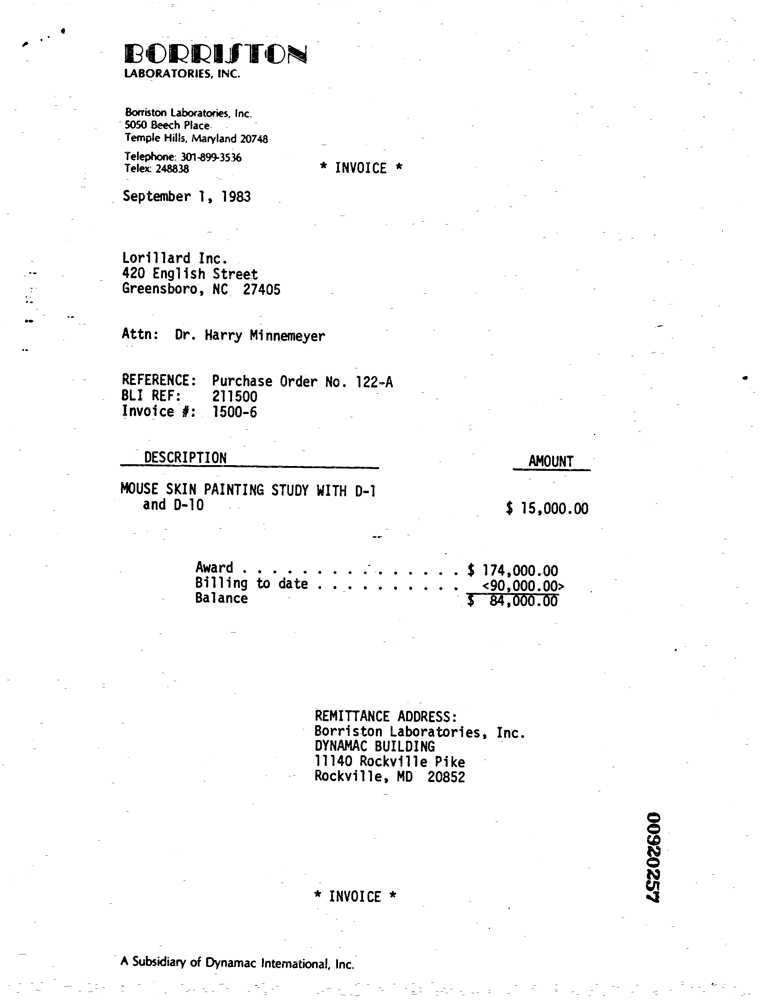 BORRISTON
LABORATORIES, INC.
Borriston Laboratories, Inc.
5050 Beech Place
Temple Hills, Maryland 20748
Telephone: 301-899-3536
Telex: 248838
* INVOICE *
September 1, 1983
Lorillard Inc.
420 English Street
Greensboro, NC 27405
Attn: Dr. Harry Minnemeyer
REFERENCE: Purchase Order No. 122-A
BLI REF: 211500
Invoice #: 1500-6
DESCRIPTION AMOUNT
MOUSE SKIN PAINTING STUDY WITH D-1
and D-10 $ 15,000.00
Award . . . . . . . . . . . . . . . . $ 174,000.00
Billing to date . . . . . . . . . . <90,000.00>
Balance $ 84,000.00
REMITTANCE ADDRESS:
Borriston Laboratories, Inc.
DYNAMAC BUILDING
11140 Rockville Pike
Rockville, MD 20852
00920257
* INVOICE *
A Subsidiary of Dynamac International, Inc.